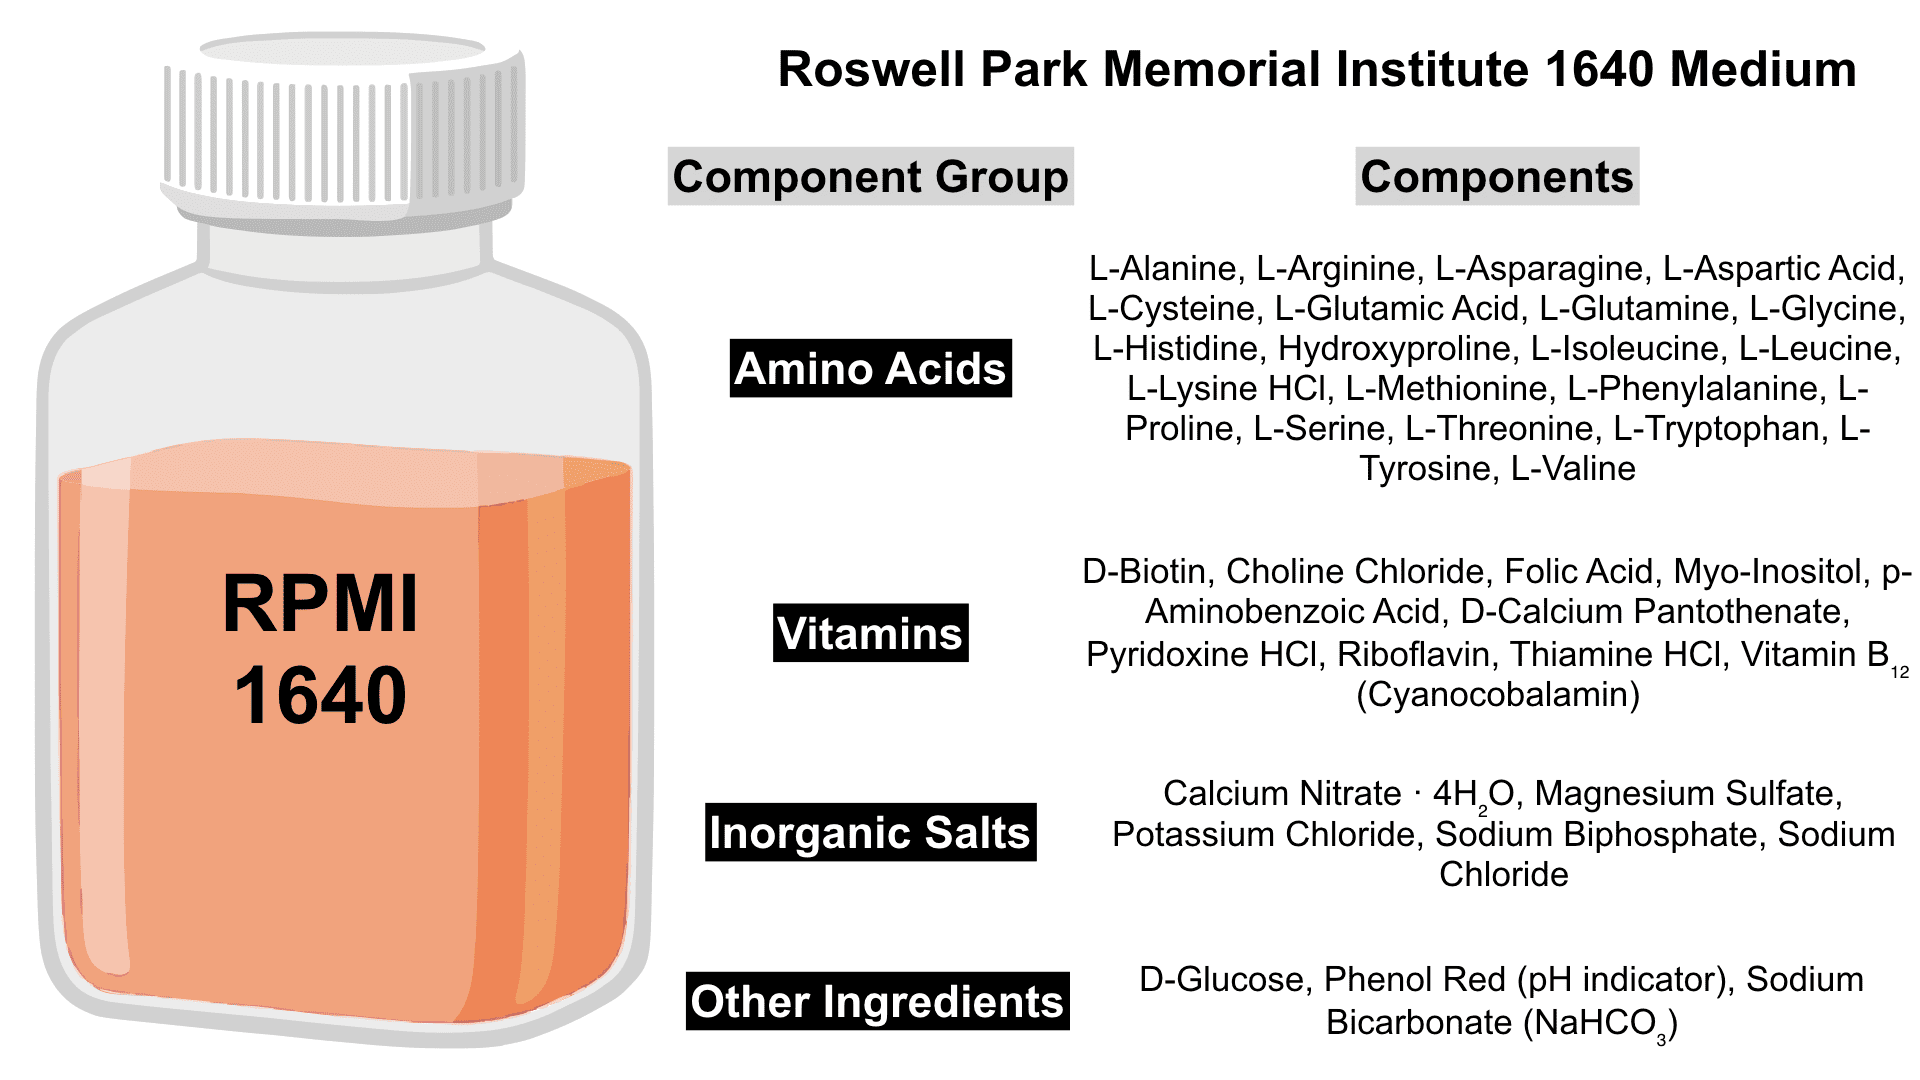 Roswell Park Memorial Institute 1640 Medium
Component Group
Components
Amino Acids
L-Alanine, L-Arginine, L-Asparagine, L-Aspartic Acid,
L-Cysteine, L-Glutamic Acid, L-Glutamine, L-Glycine,
L-Histidine, Hydroxyproline, L-Isoleucine, L-Leucine,
L-Lysine HCl, L-Methionine, L-Phenylalanine, L-
Proline, L-Serine, L-Threonine, L-Tryptophan, L-
Tyrosine, L-Valine
Vitamins
D-Biotin, Choline Chloride, Folic Acid, Myo-Inositol, p-
Aminobenzoic Acid, D-Calcium Pantothenate,
Pyridoxine HCl, Riboflavin, Thiamine HCl, Vitamin B₁₂
(Cyanocobalamin)
Inorganic Salts
Calcium Nitrate · 4H₂O, Magnesium Sulfate,
Potassium Chloride, Sodium Biphosphate, Sodium
Chloride
Other Ingredients
D-Glucose, Phenol Red (pH indicator), Sodium
Bicarbonate (NaHCO₃)
RPMI
1640